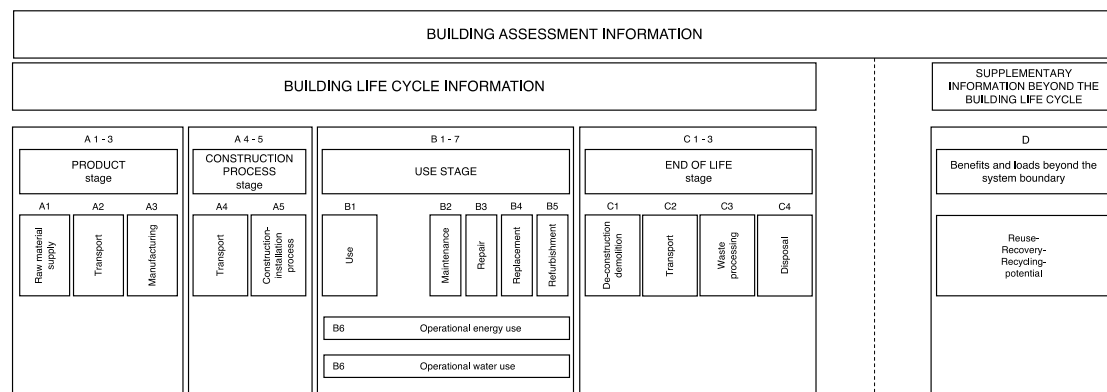 BUILDING ASSESSMENT INFORMATION
BUILDING LIFE CYCLE INFORMATION
SUPPLEMENTARY
INFORMATION BEYOND THE
BUILDING LIFE CYCLE
A 1 - 3
PRODUCT
stage
A1
A2
A3
Raw material
supply
Transport
Manufacturing
A 4 - 5
CONSTRUCTION
PROCESS
stage
A4
A5
Transport
Construction-
installation
process
B 1 - 7
USE STAGE
B1
B2
B3
B4
B5
Use
Maintenance
Repair
Replacement
Refurbishment
B6
Operational energy use
B6
Operational water use
C 1 - 3
END OF LIFE
stage
C1
C2
C3
C4
De-construction
demolition
Transport
Waste
processing
Disposal
D
Benefits and loads beyond the
system boundary
Reuse-
Recovery-
Recycling-
potential